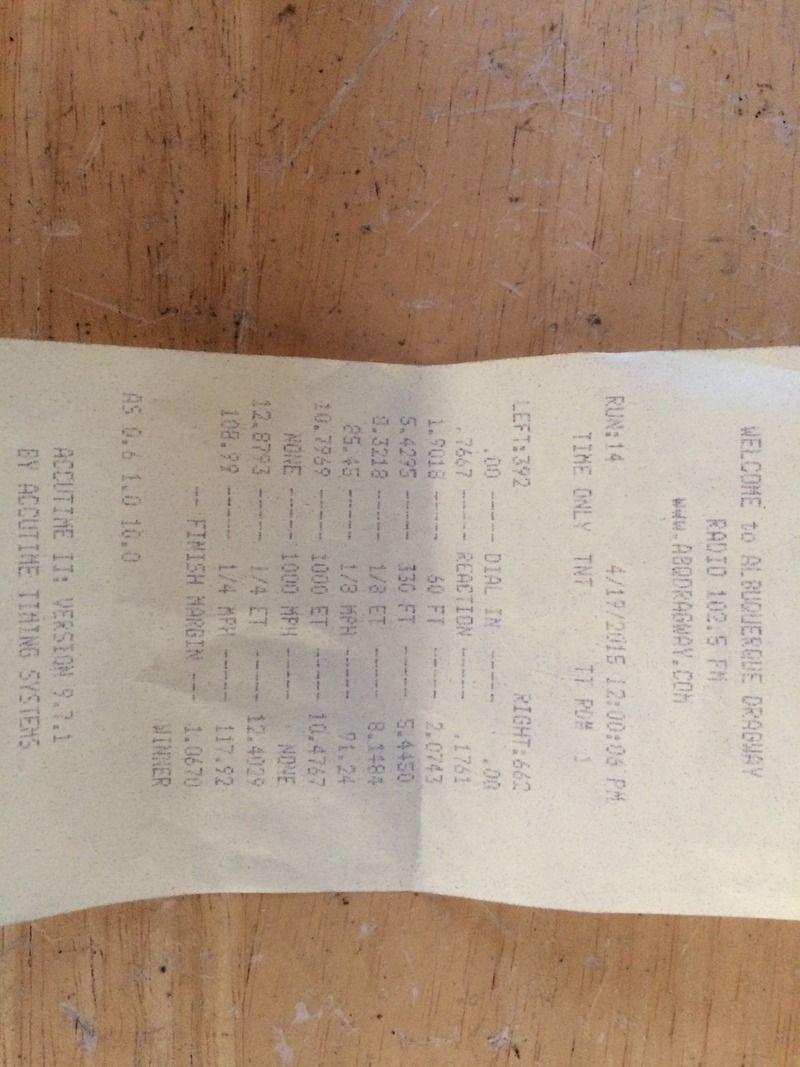 WELCOME to ALBUQUERQUE DRAGWAY
RADIO 102.5 FM
www.ABQDRAGWAY.COM
RUN:14 4/19/2015 12:00:06 PM
TIME ONLY TNT TT RD# 1
LEFT:392 RIGHT:662
.00 ----- DIAL IN ----- .00
.7667 ----- REACTION ----- .1761
1.9018 ----- 60 FT ----- 2.0743
5.4295 ----- 330 FT ----- 5.4450
8.3218 ----- 1/8 ET ----- 8.1484
85.45 ----- 1/8 MPH ----- 91.24
10.7969 ----- 1000 ET ----- 10.4767
NONE ----- 1000 MPH ----- NONE
12.8793 ----- 1/4 ET ----- 12.4029
108.99 ----- 1/4 MPH ----- 117.92
-- FINISH MARGIN --- 1.0670
WINNER
AS 0.6 1.0 10.0
ACCUTIME II: VERSION 9.7.1
BY ACCUTIME TIMING SYSTEMS